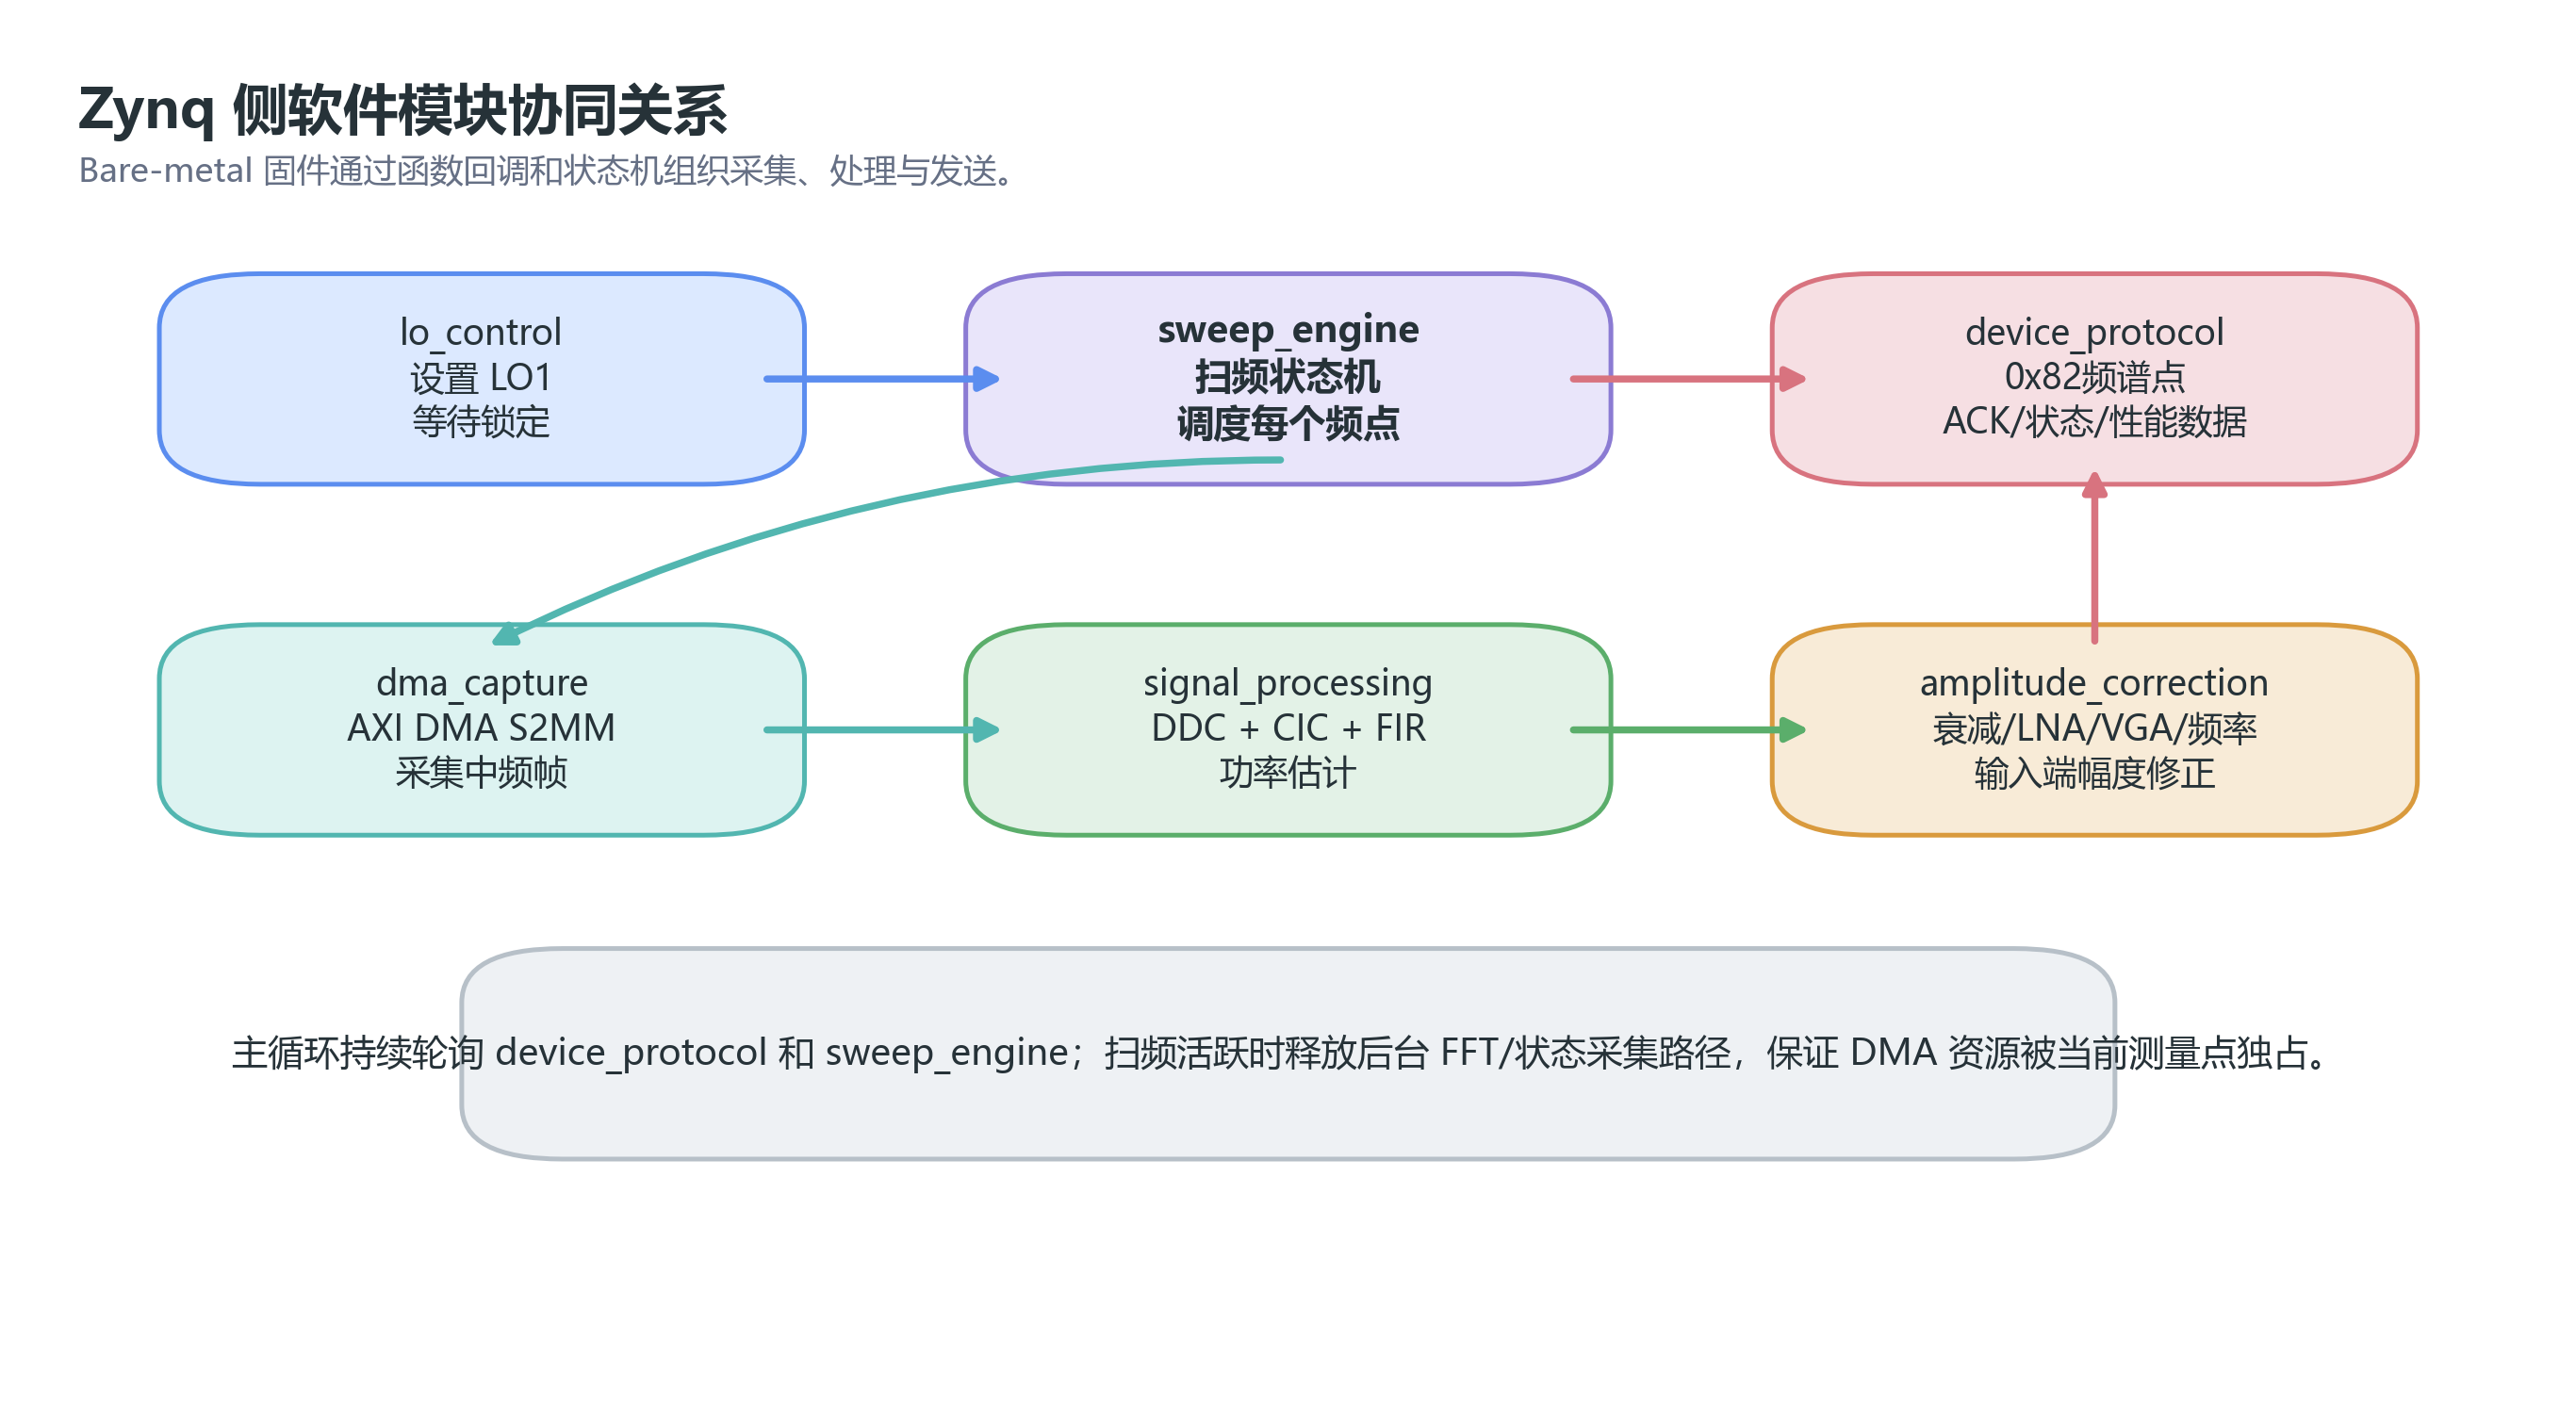 Zynq 侧软件模块协同关系
Bare-metal 固件通过函数回调和状态机组织采集、处理与发送。
lo_control
设置 LO1
等待锁定
sweep_engine
扫频状态机
调度每个频点
device_protocol
0x82频谱点
ACK/状态/性能数据
dma_capture
AXI DMA S2MM
采集中频帧
signal_processing
DDC + CIC + FIR
功率估计
amplitude_correction
衰减/LNA/VGA/频率
输入端幅度修正
主循环持续轮询 device_protocol 和 sweep_engine；扫频活跃时释放后台 FFT/状态采集路径，保证 DMA 资源被当前测量点独占。